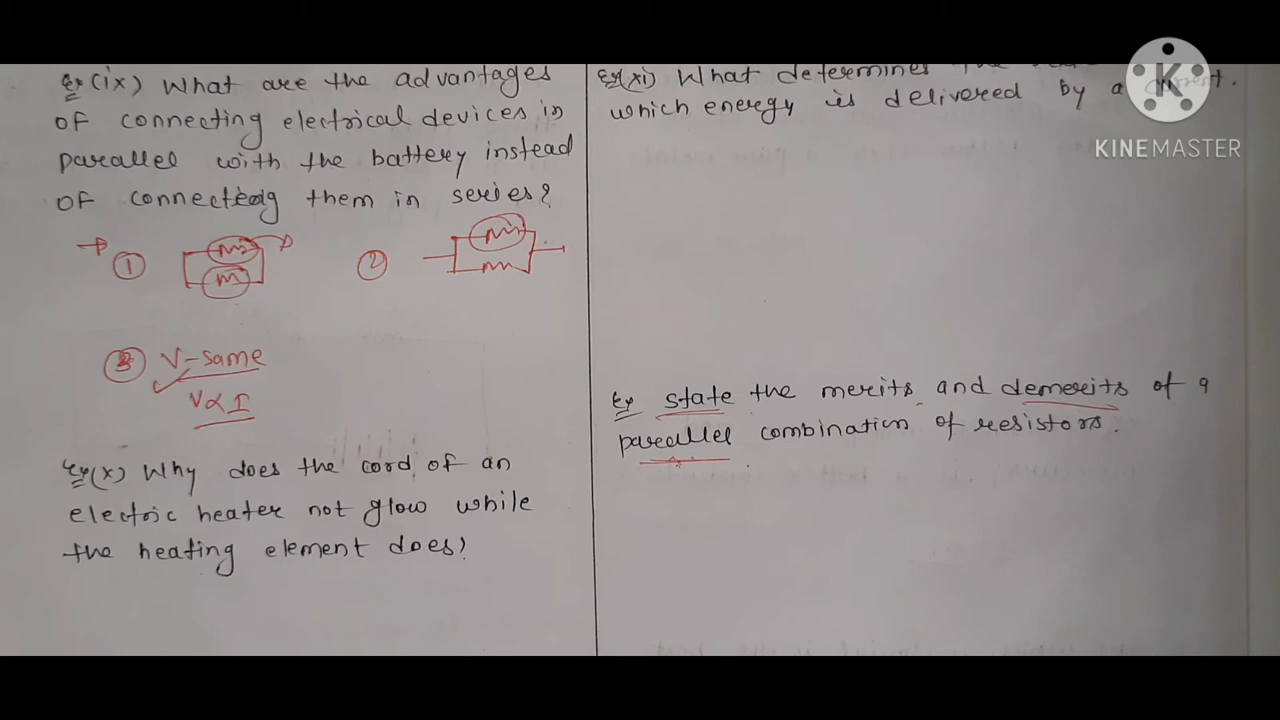 Ex(ix) What are the advantages
of connecting electrical devices in
parallel with the battery instead
of connecting them in series?
①
②
③ V-same
V∝I
Ex(x) Why does the cord of an
electric heater not glow while
the heating element does?
Ex(xi) What determines the
which energy is delivered by a current.
Ex state the merits and demerits of a
parallel combination of resistors.
K
KINEMASTER